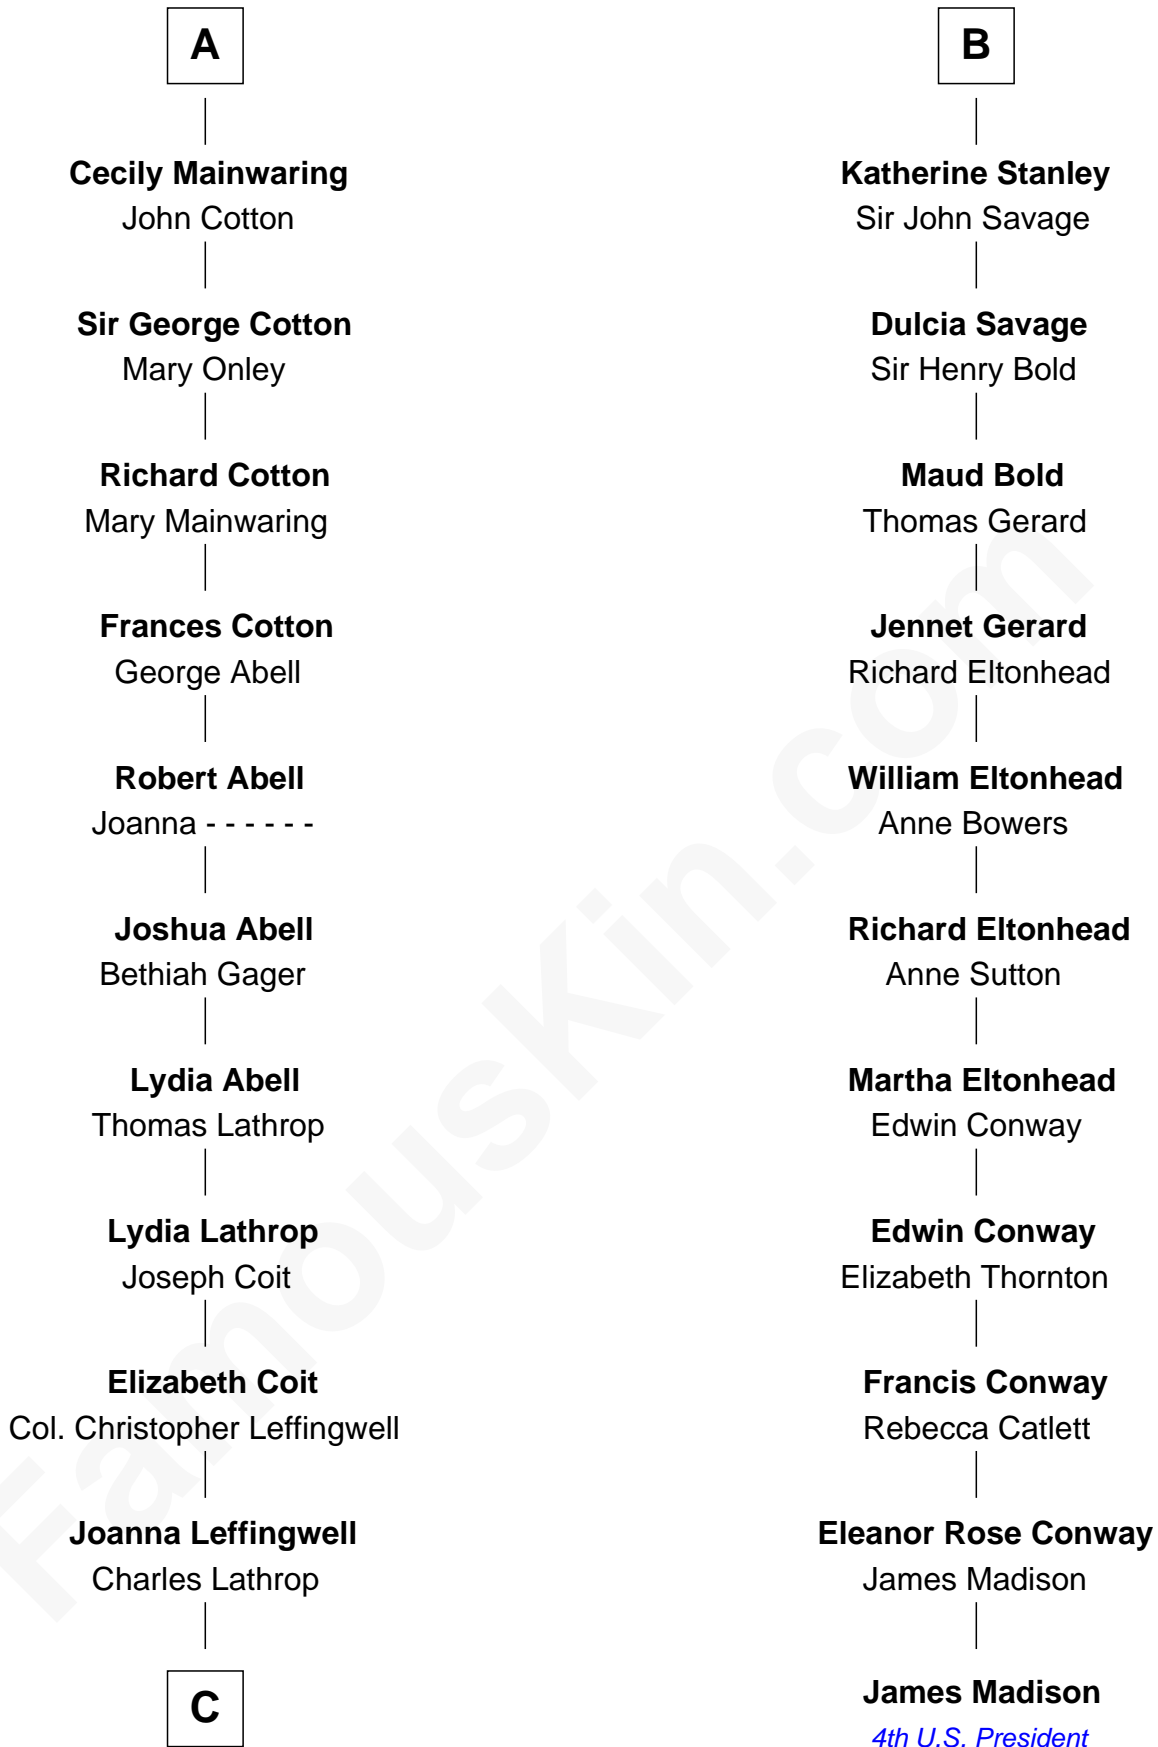 A
Cecily Mainwaring
John Cotton
Sir George Cotton
Mary Onley
Richard Cotton
Mary Mainwaring
Frances Cotton
George Abell
Robert Abell
Joanna - - - - - -
Joshua Abell
Bethiah Gager
Lydia Abell
Thomas Lathrop
Lydia Lathrop
Joseph Coit
Elizabeth Coit
Col. Christopher Leffingwell
Joanna Leffingwell
Charles Lathrop
C
B
Katherine Stanley
Sir John Savage
Dulcia Savage
Sir Henry Bold
Maud Bold
Thomas Gerard
Jennet Gerard
Richard Eltonhead
William Eltonhead
Anne Bowers
Richard Eltonhead
Anne Sutton
Martha Eltonhead
Edwin Conway
Edwin Conway
Elizabeth Thornton
Francis Conway
Rebecca Catlett
Eleanor Rose Conway
James Madison
James Madison
4th U.S. President
FamousKin.com